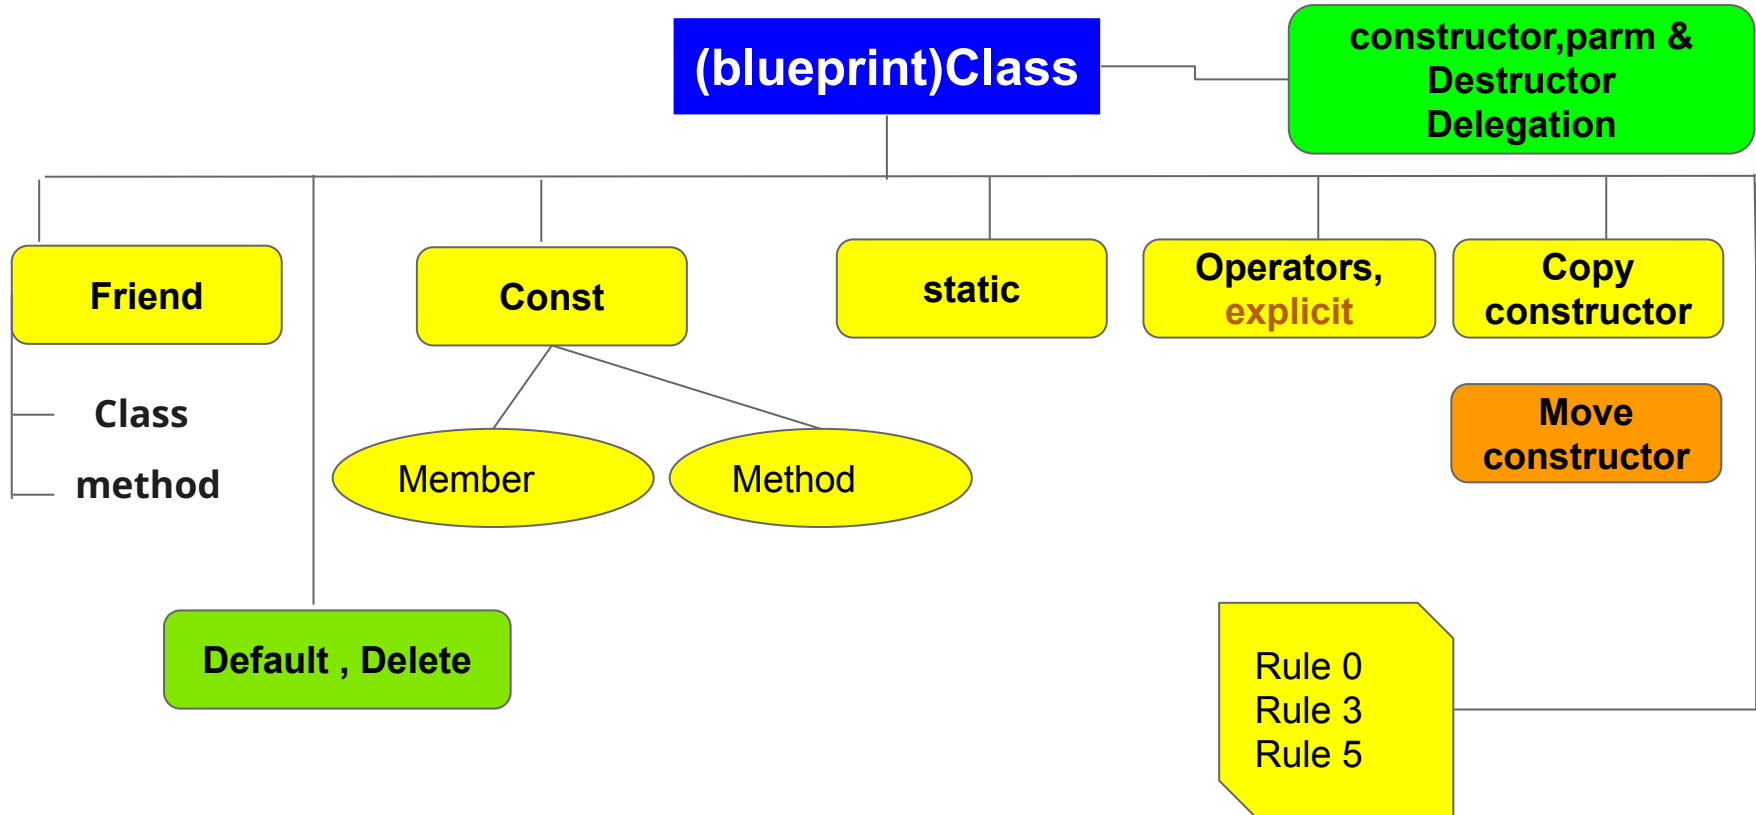 (blueprint)Class
constructor,parm &
Destructor
Delegation
Friend
Const
static
Operators,
explicit
Copy
constructor
Class
method
Member
Method
Move
constructor
Default , Delete
Rule 0
Rule 3
Rule 5